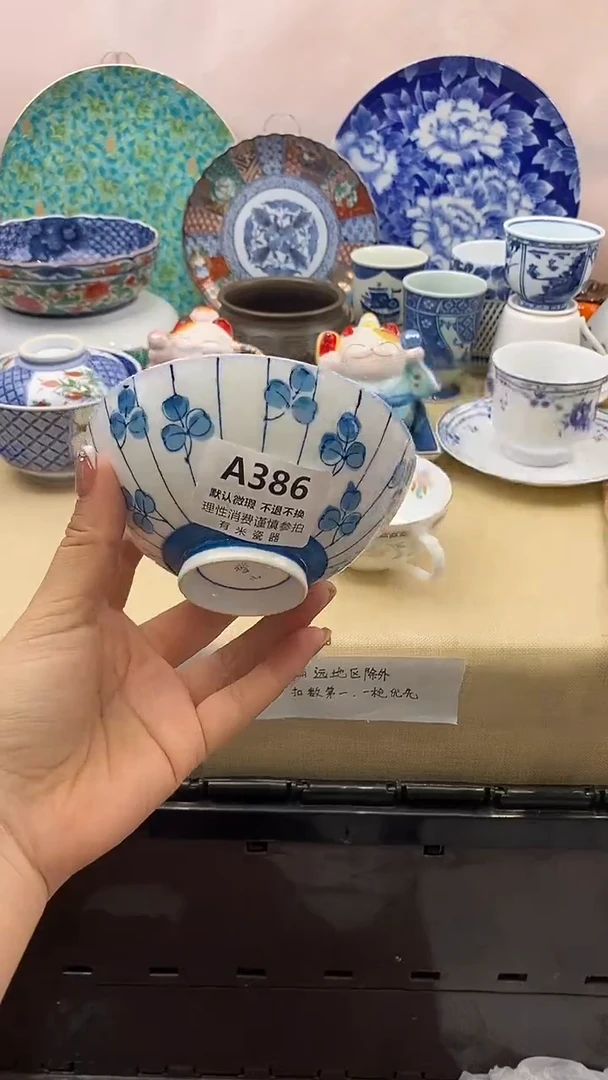 A386
默认微瑕 不退不换
理性消费谨慎参拍
有米瓷器
远地区除外
扣数第一.一枪优先